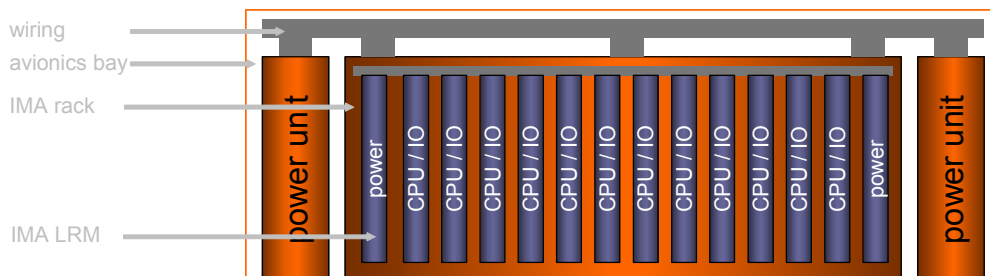 wiring
avionics bay
IMA rack
IMA LRM
power unit
power
CPU / IO
CPU / IO
CPU / IO
CPU / IO
CPU / IO
CPU / IO
CPU / IO
CPU / IO
CPU / IO
CPU / IO
CPU / IO
CPU / IO
power
power unit